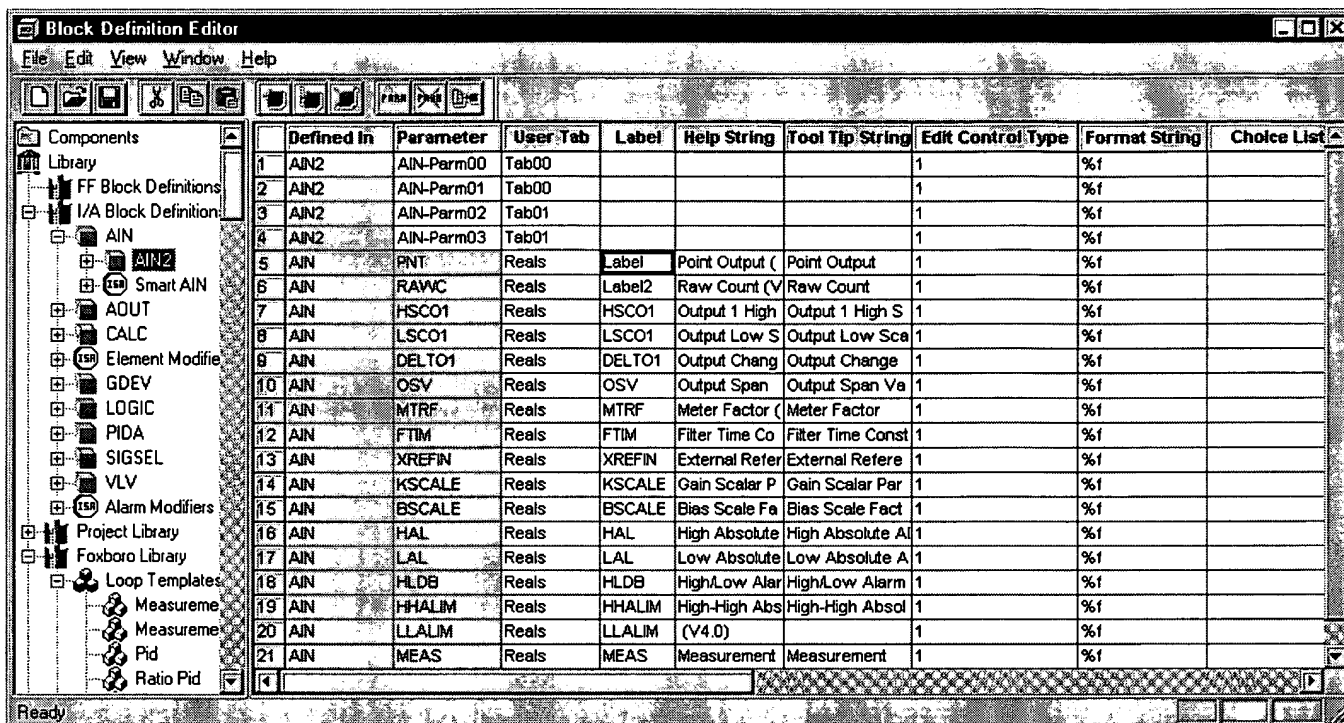 Block Definition Editor
File Edit View Window Help
Components
Library
FF Block Definitions
I/A Block Definition
AIN
AIN2
Smart AIN
AOUT
CALC
Element Modifie
GDEV
LOGIC
PIDA
SIGSEL
VLV
Alarm Modifiers
Project Library
Foxboro Library
Loop Templates
Measureme
Measureme
Pid
Ratio Pid
Defined In Parameter User Tab Label Help String Tool Tip String Edit Control Type Format String Choice List
1 AIN2 AIN-Parm00 Tab00 1 %f
2 AIN2 AIN-Parm01 Tab00 1 %f
3 AIN2 AIN-Parm02 Tab01 1 %f
4 AIN2 AIN-Parm03 Tab01 1 %f
5 AIN PNT Reals Label Point Output ( Point Output 1 %f
6 AIN RAWC Reals Label2 Raw Count (V Raw Count 1 %f
7 AIN HSCO1 Reals HSCO1 Output 1 High Output 1 High S 1 %f
8 AIN LSCO1 Reals LSCO1 Output Low S Output Low Sca 1 %f
9 AIN DELTO1 Reals DELTO1 Output Chang Output Change 1 %f
10 AIN OSV Reals OSV Output Span Output Span Va 1 %f
11 AIN MTRF Reals MTRF Meter Factor ( Meter Factor 1 %f
12 AIN FTIM Reals FTIM Filter Time Co Filter Time Const 1 %f
13 AIN XREFIN Reals XREFIN External Refer External Refere 1 %f
14 AIN KSCALE Reals KSCALE Gain Scalar P Gain Scalar Par 1 %f
15 AIN BSCALE Reals BSCALE Bias Scale Fa Bias Scale Fact 1 %f
16 AIN HAL Reals HAL High Absolute High Absolute Al 1 %f
17 AIN LAL Reals LAL Low Absolute Low Absolute A 1 %f
18 AIN HLDB Reals HLDB High/Low Alar High/Low Alarm 1 %f
19 AIN HHALIM Reals HHALIM High-High Abs High-High Absol 1 %f
20 AIN LLALIM Reals LLALIM (V4.0) 1 %f
21 AIN MEAS Reals MEAS Measurement Measurement 1 %f
Ready